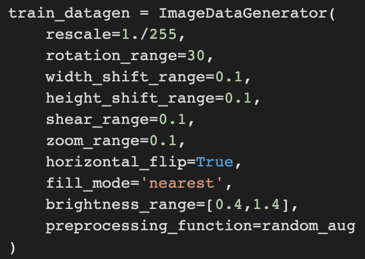 train_datagen = ImageDataGenerator(
    rescale=1./255,
    rotation_range=30,
    width_shift_range=0.1,
    height_shift_range=0.1,
    shear_range=0.1,
    zoom_range=0.1,
    horizontal_flip=True,
    fill_mode='nearest',
    brightness_range=[0.4,1.4],
    preprocessing_function=random_aug
)